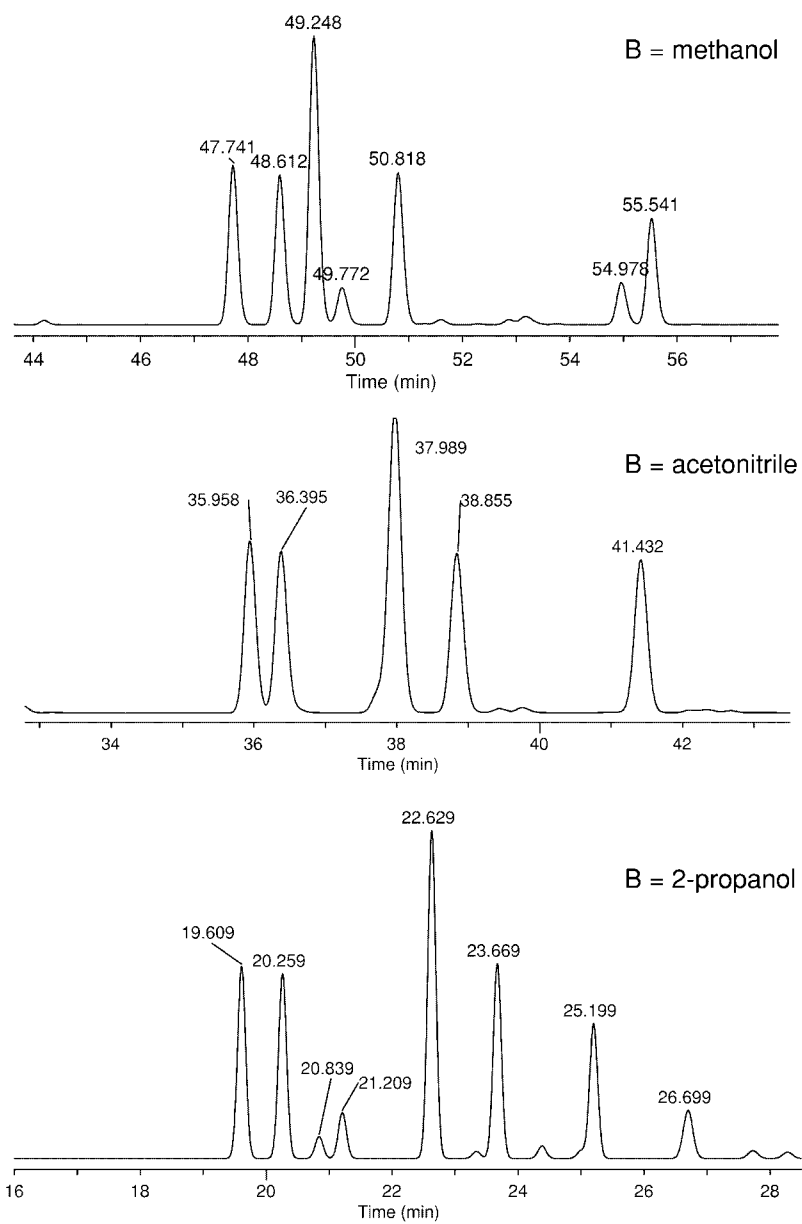 49.248
B = methanol
47.741
48.612
50.818
55.541
49.772
54.978
44 46 48 50 52 54 56
Time (min)
37.989
B = acetonitrile
35.958
36.395
38.855
41.432
34 36 38 40 42
Time (min)
22.629
B = 2-propanol
19.609
20.259
23.669
25.199
20.839
21.209
26.699
16 18 20 22 24 26 28
Time (min)